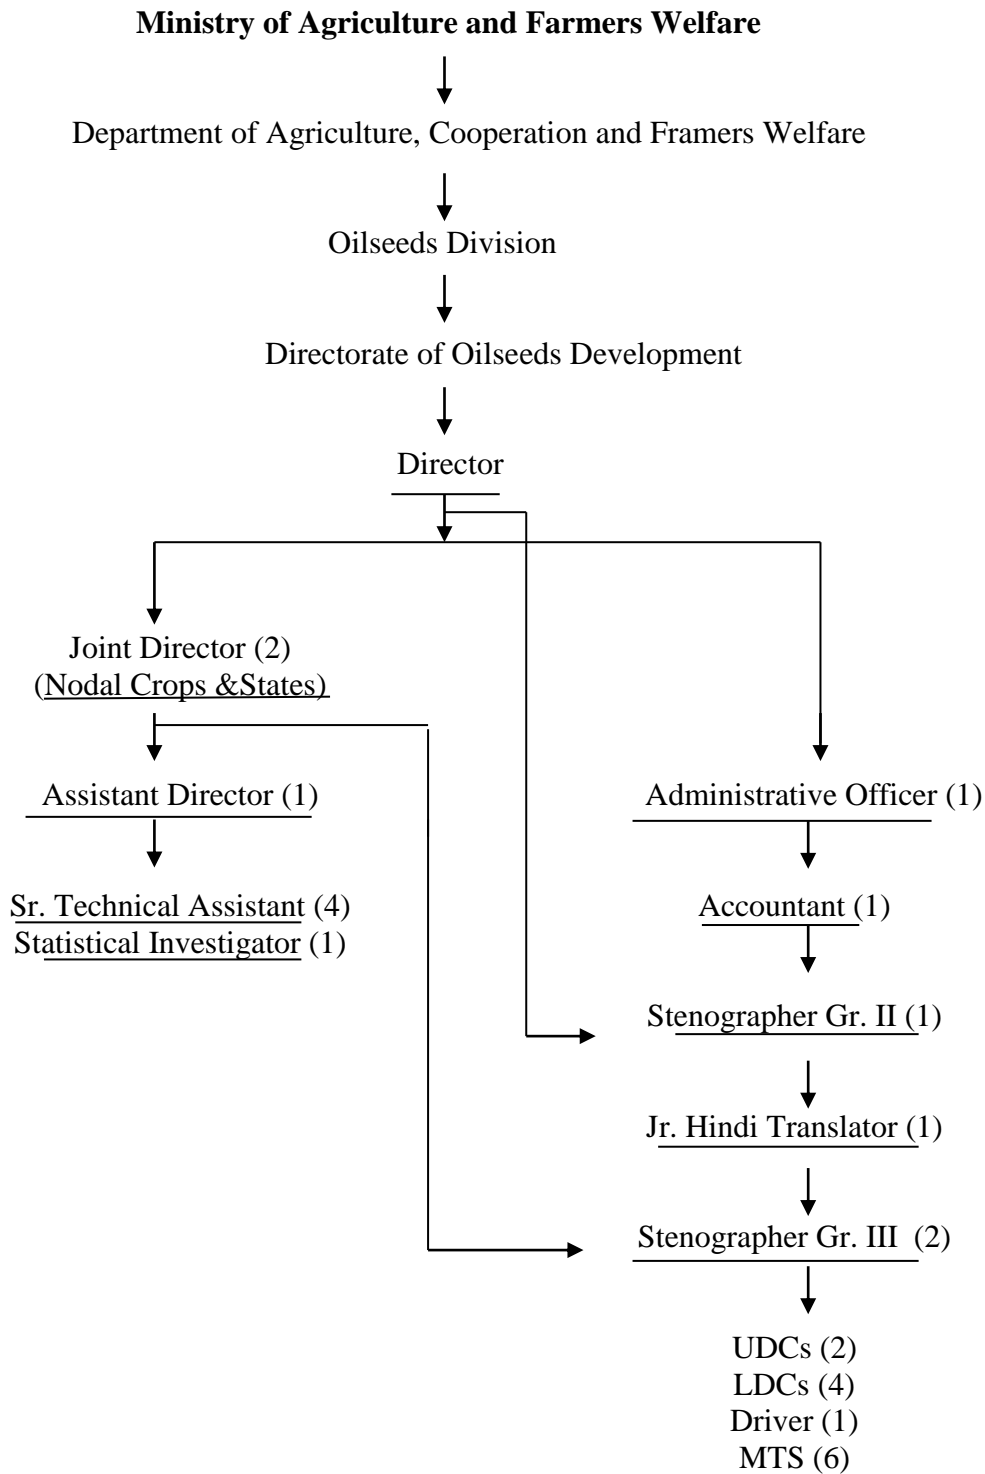 Ministry of Agriculture and Farmers Welfare
Department of Agriculture, Cooperation and Framers Welfare
Oilseeds Division
Directorate of Oilseeds Development
Director
Joint Director (2)
(Nodal Crops &States)
Assistant Director (1)
Administrative Officer (1)
Sr. Technical Assistant (4)
Statistical Investigator (1)
Accountant (1)
Stenographer Gr. II (1)
Jr. Hindi Translator (1)
Stenographer Gr. III (2)
UDCs (2)
LDCs (4)
Driver (1)
MTS (6)